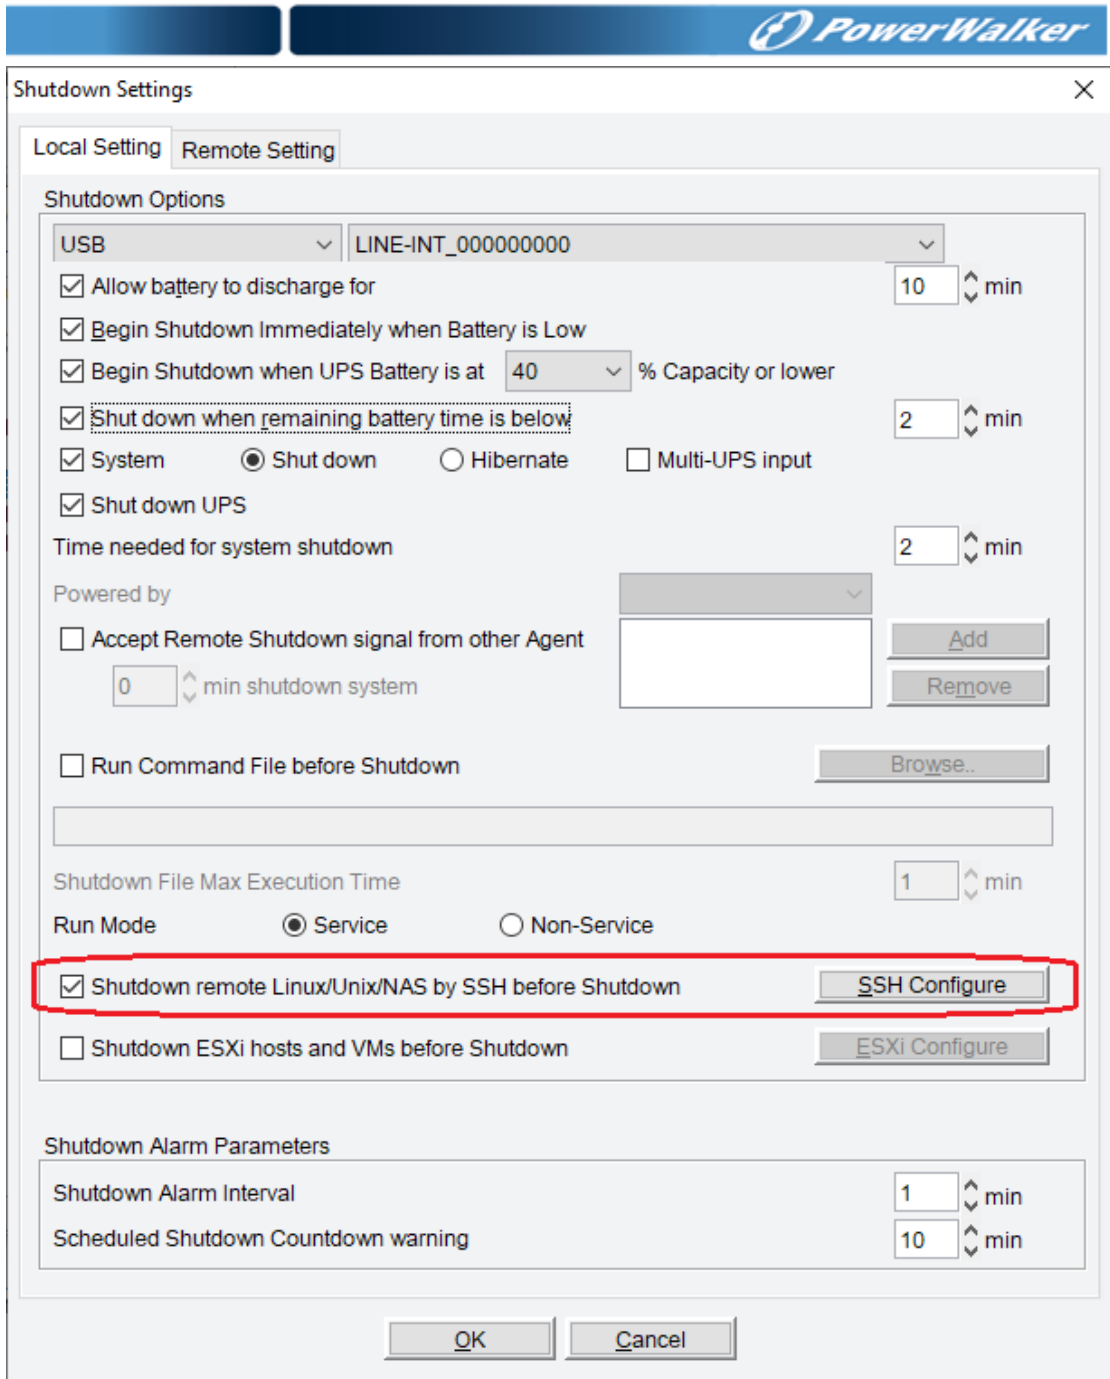 PowerWalker
Shutdown Settings
Local Setting Remote Setting
Shutdown Options
USB LINE-INT_000000000
Allow battery to discharge for 10 min
Begin Shutdown Immediately when Battery is Low
Begin Shutdown when UPS Battery is at 40 % Capacity or lower
Shut down when remaining battery time is below 2 min
System Shut down Hibernate Multi-UPS input
Shut down UPS
Time needed for system shutdown 2 min
Powered by
Accept Remote Shutdown signal from other Agent Add
0 min shutdown system Remove
Run Command File before Shutdown Browse..
Shutdown File Max Execution Time 1 min
Run Mode Service Non-Service
Shutdown remote Linux/Unix/NAS by SSH before Shutdown SSH Configure
Shutdown ESXi hosts and VMs before Shutdown ESXi Configure
Shutdown Alarm Parameters
Shutdown Alarm Interval 1 min
Scheduled Shutdown Countdown warning 10 min
OK Cancel